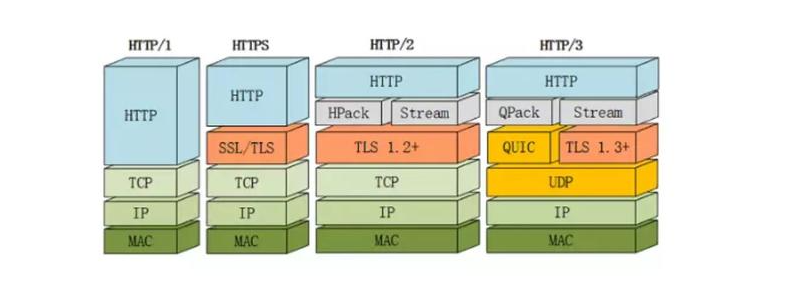 HTTP/1 HTTPS HTTP/2 HTTP/3
HTTP HTTP HTTP HTTP
HPack Stream QPack Stream
SSL/TLS TLS 1.2+ QUIC TLS 1.3+
TCP TCP TCP UDP
IP IP IP IP
MAC MAC MAC MAC